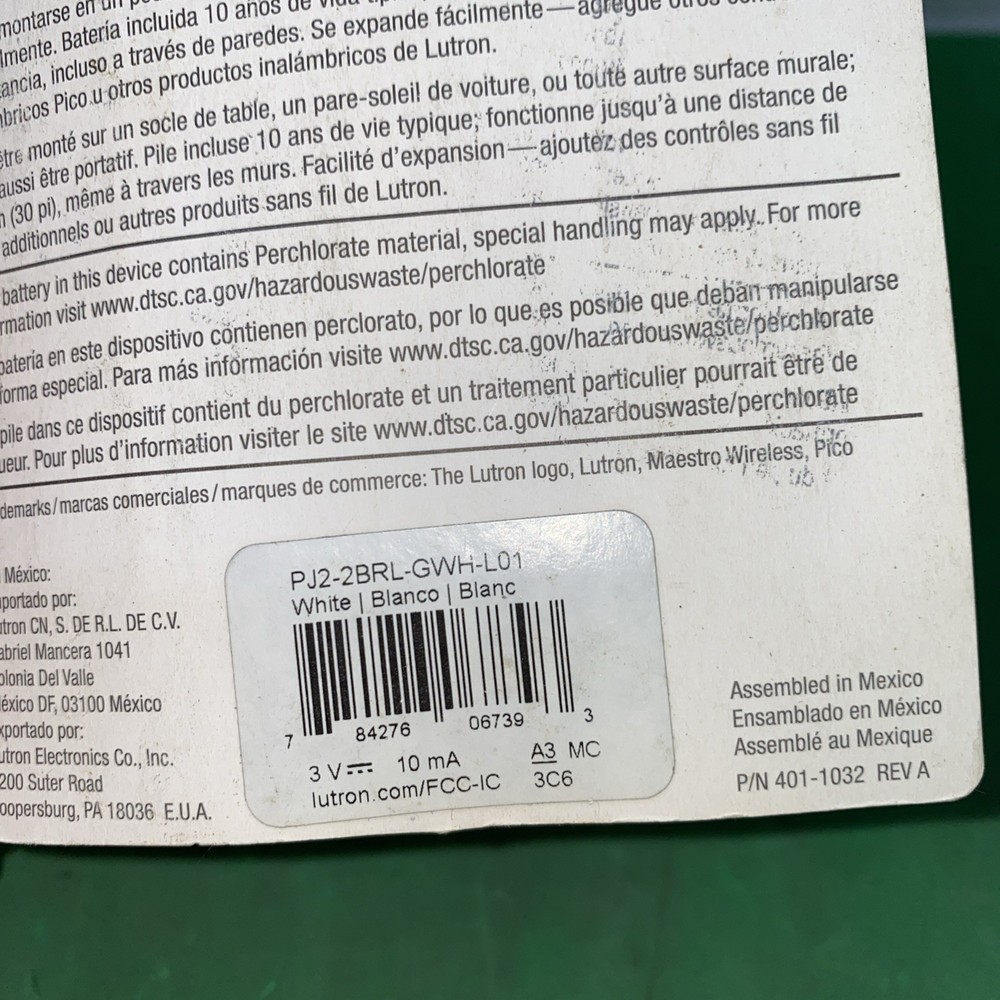 montarse en un
lmente. Batería incluida 10 años de vida
ancia, incluso a través de paredes. Se expande fácilmente—agregue otros
bricos Pico u otros productos inalámbricos de Lutron.
être monté sur un socle de table, un pare-soleil de voiture, ou toute autre surface murale;
aussi être portatif. Pile incluse 10 ans de vie typique; fonctionne jusqu'à une distance de
(30 pi), même à travers les murs. Facilité d'expansion—ajoutez des contrôles sans fil
additionnels ou autres produits sans fil de Lutron.
battery in this device contains Perchlorate material, special handling may apply. For more
rmation visit www.dtsc.ca.gov/hazardouswaste/perchlorate
batería en este dispositivo contienen perclorato, por lo que es posible que deban manipularse
forma especial. Para más información visite www.dtsc.ca.gov/hazardouswaste/perchlorate
pile dans ce dispositif contient du perchlorate et un traitement particulier pourrait être de
ueur. Pour plus d'information visiter le site www.dtsc.ca.gov/hazardouswaste/perchlorate
demarks/marcas comerciales/marques de commerce: The Lutron logo, Lutron, Maestro Wireless, Pico
México:
portado por:
utron CN, S. DE R.L. DE C.V.
abriel Mancera 1041
olonia Del Valle
éxico DF, 03100 México
xportado por:
utron Electronics Co., Inc.
200 Suter Road
oopersburg, PA 18036 E.U.A.
PJ2-2BRL-GWH-L01
White | Blanco | Blanc
7 84276 06739 3
3 V 10 mA A3 MC
lutron.com/FCC-IC 3C6
Assembled in Mexico
Ensamblado en México
Assemblé au Mexique
P/N 401-1032 REV A